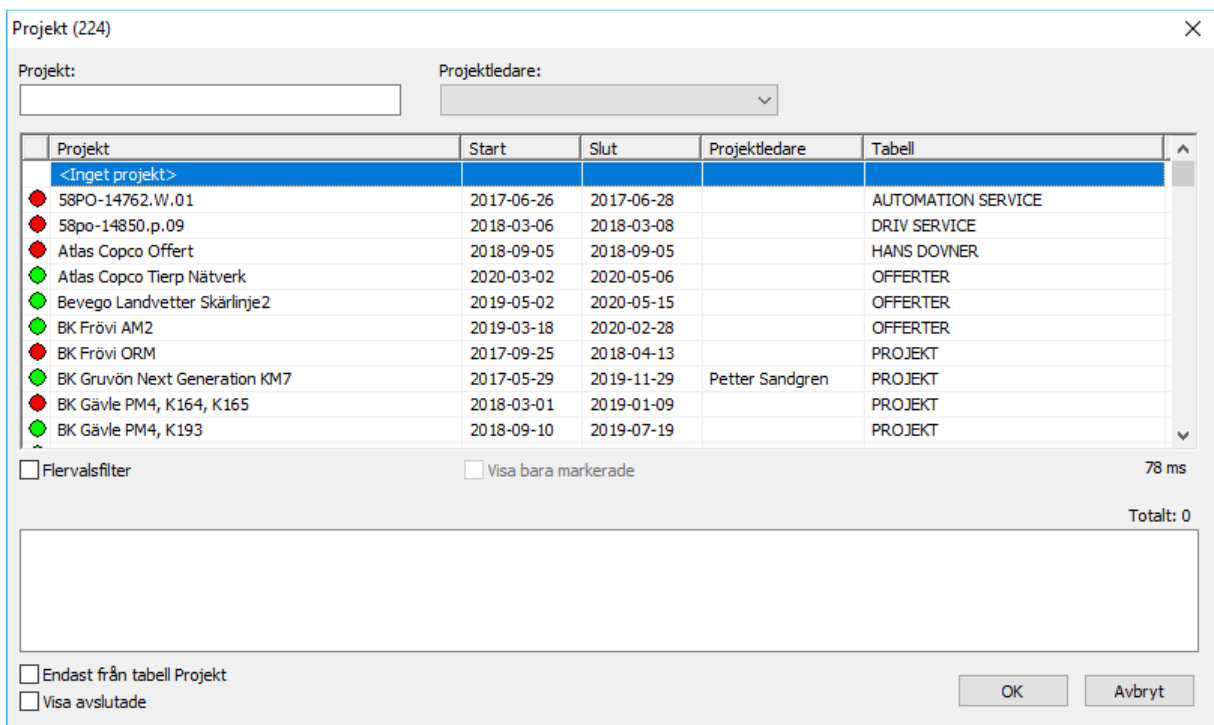 Projekt (224)
Projekt: Projektledare:
Projekt Start Slut Projektledare Tabell
<Inget projekt>
58PO-14762.W.01 2017-06-26 2017-06-28 AUTOMATION SERVICE
58po-14850.p.09 2018-03-06 2018-03-08 DRIV SERVICE
Atlas Copco Offert 2018-09-05 2018-09-05 HANS DOVNER
Atlas Copco Tierp Nätverk 2020-03-02 2020-05-06 OFFERTER
Bevego Landvetter Skärlinje2 2019-05-02 2020-05-15 OFFERTER
BK Frövi AM2 2019-03-18 2020-02-28 OFFERTER
BK Frövi ORM 2017-09-25 2018-04-13 PROJEKT
BK Gruvön Next Generation KM7 2017-05-29 2019-11-29 Petter Sandgren PROJEKT
BK Gävle PM4, K164, K165 2018-03-01 2019-01-09 PROJEKT
BK Gävle PM4, K193 2018-09-10 2019-07-19 PROJEKT
Flervalsfilter Visa bara markerade 78 ms
Totalt: 0
Endast från tabell Projekt
Visa avslutade
OK Avbryt